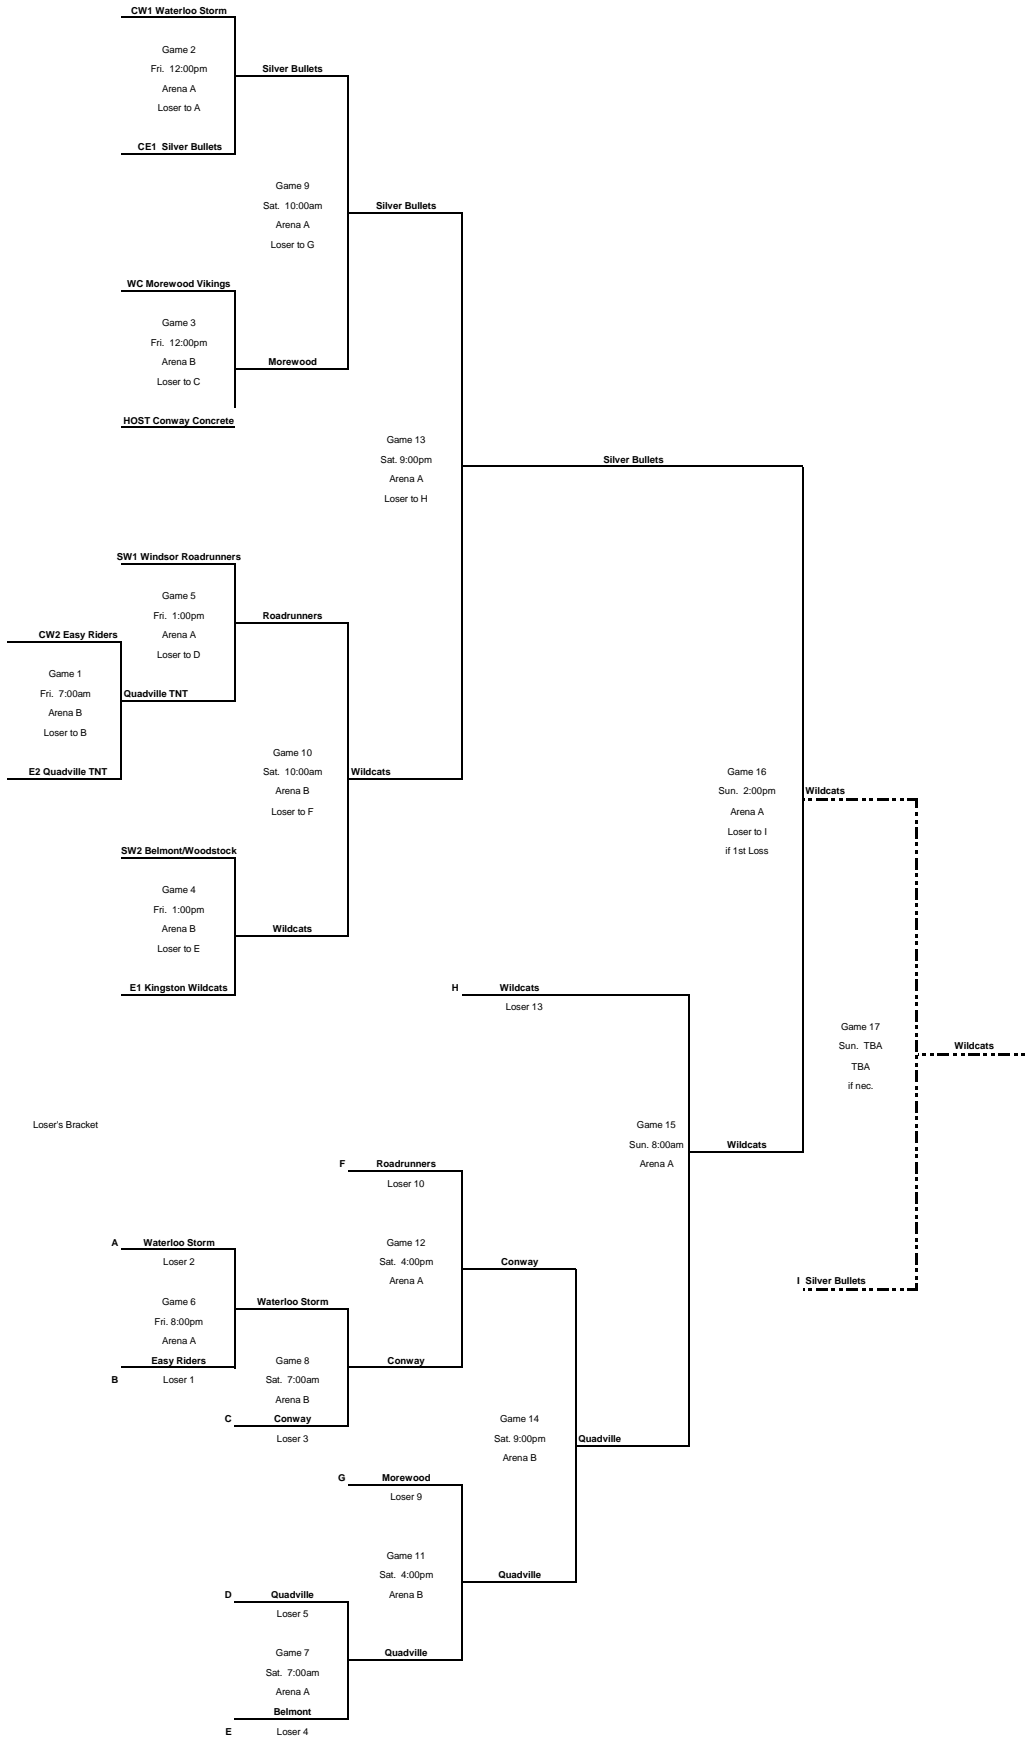 CW1 Waterloo Storm
Game 2
Fri.  12:00pm
Arena A
Loser to A
Silver Bullets
CE1  Silver Bullets
Game 9
Sat.  10:00am
Arena A
Loser to G
Silver Bullets
WC Morewood Vikings
Game 3
Fri.  12:00pm
Arena B
Loser to C
Morewood
HOST Conway Concrete
Game 13
Sat. 9:00pm
Arena A
Loser to H
Silver Bullets
SW1 Windsor Roadrunners
Game 5
Fri.  1:00pm
Arena A
Loser to D
Roadrunners
CW2 Easy Riders
Game 1
Fri.  7:00am
Arena B
Loser to B
Quadville TNT
E2 Quadville TNT
Game 10
Sat.  10:00am
Arena B
Loser to F
Wildcats
Game 16
Sun.  2:00pm
Arena A
Loser to I
if 1st Loss
Wildcats
SW2 Belmont/Woodstock
Game 4
Fri.  1:00pm
Arena B
Loser to E
Wildcats
E1 Kingston Wildcats
H Wildcats
Loser 13
Game 17
Sun.  TBA
TBA
if nec.
Wildcats
Loser's Bracket
Game 15
Sun. 8:00am
Arena A
Wildcats
F Roadrunners
Loser 10
A Waterloo Storm
Loser 2
Game 12
Sat.  4:00pm
Arena A
Conway
I Silver Bullets
Game 6
Fri. 8:00pm
Arena A
Waterloo Storm
Easy Riders
B Loser 1
Game 8
Sat.  7:00am
Arena B
Conway
C Conway
Loser 3
Game 14
Sat. 9:00pm
Arena B
Quadville
G Morewood
Loser 9
Game 11
Sat.  4:00pm
Arena B
Quadville
D Quadville
Loser 5
Game 7
Sat.  7:00am
Arena A
Quadville
Belmont
E Loser 4